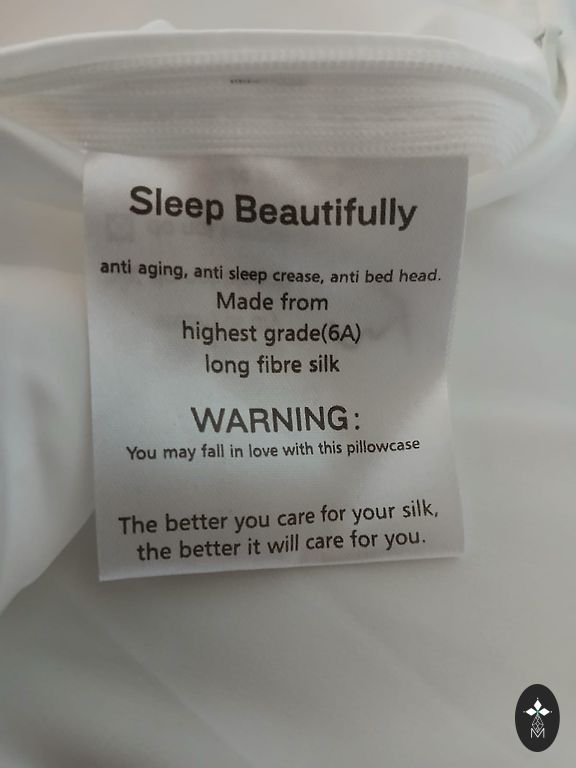 Sleep Beautifully
anti aging, anti sleep crease, anti bed head.
Made from
highest grade(6A)
long fibre silk
WARNING:
You may fall in love with this pillowcase
The better you care for your silk,
the better it will care for you.
M